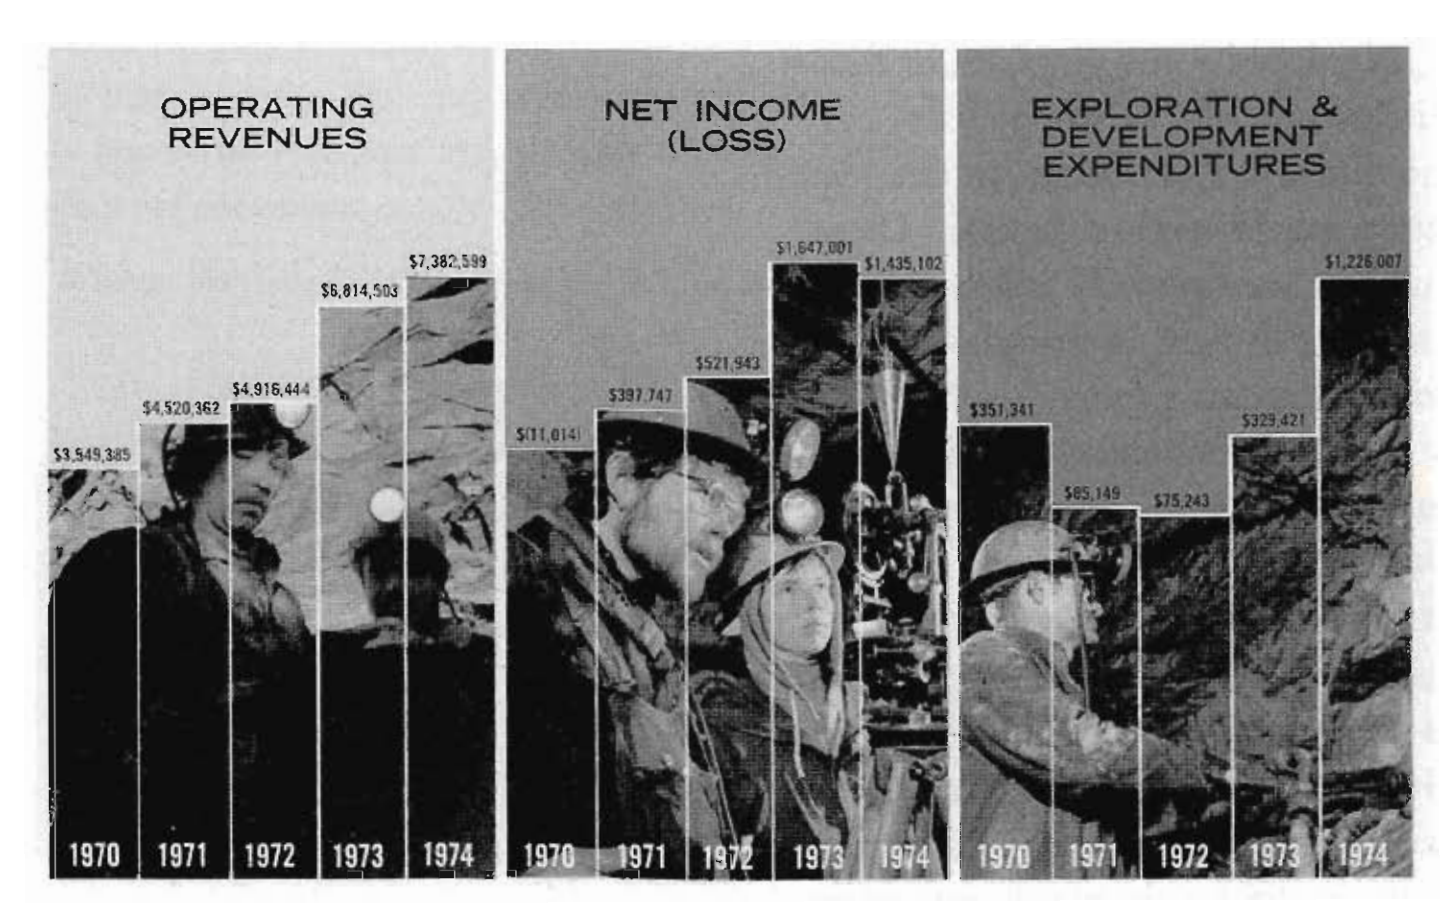 OPERATING
REVENUES
$3,549,385
$4,520,362
$4,916,444
$6,814,503
$7,382,599
1970 1971 1972 1973 1974
NET INCOME
(LOSS)
$(11,014)
$397,747
$521,943
$1,647,001
$1,435,102
1970 1971 1972 1973 1974
EXPLORATION &
DEVELOPMENT
EXPENDITURES
$351,341
$85,149
$75,243
$329,421
$1,226,007
1970 1971 1972 1973 1974